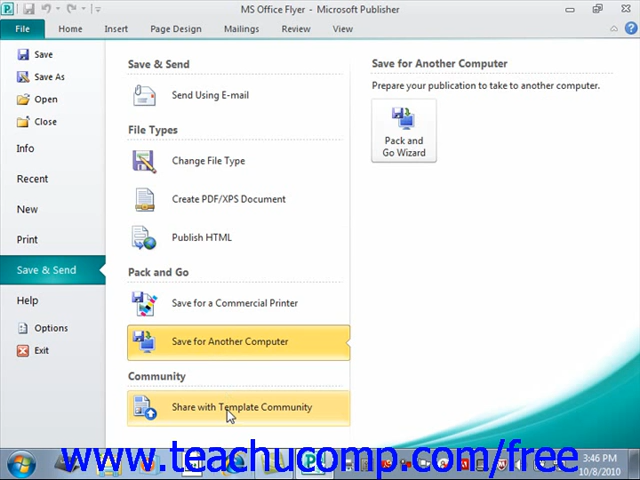 MS Office Flyer - Microsoft Publisher
File Home Insert Page Design Mailings Review View
Save
Save As
Open
Close
Info
Recent
New
Print
Save & Send
Help
Options
Exit
Save & Send
Send Using E-mail
File Types
Change File Type
Create PDF/XPS Document
Publish HTML
Pack and Go
Save for a Commercial Printer
Save for Another Computer
Community
Share with Template Community
Save for Another Computer
Prepare your publication to take to another computer.
Pack and
Go Wizard
www.teachucomp.com/free
3:46 PM
10/8/2010